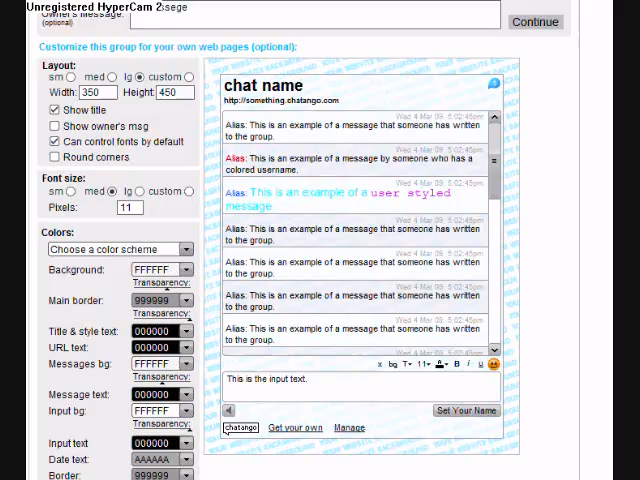 Unregistered HyperCam 2
Owner's message:
(optional)
Continue
Customize this group for your own web pages (optional):
Layout:
sm med lg custom
Width: 350 Height: 450
Show title
Show owner's msg
Can control fonts by default
Round corners
Font size:
sm med lg custom
Pixels: 11
Colors:
Choose a color scheme
Background: FFFFFF
Transparency:
Main border: 999999
Transparency:
Title & style text: 000000
URL text: 000000
Messages bg: FFFFFF
Transparency:
Message text: 000000
Input bg: FFFFFF
Transparency:
Input text 000000
Date text: AAAAAA
Border: 999999
chat name
http://something.chatango.com
Wed 4 Mar 09, 5:02:45pm
Alias: This is an example of a message that someone has written
to the group.
Wed 4 Mar 09, 5:02:45pm
Alias: This is an example of a message by someone who has a
colored username.
Wed 4 Mar 09, 5:02:45pm
Alias: This is an example of a user styled
message
Wed 4 Mar 09, 5:02:45pm
Alias: This is an example of a message that someone has written
to the group.
Wed 4 Mar 09, 5:02:45pm
Alias: This is an example of a message that someone has written
to the group.
Wed 4 Mar 09, 5:02:45pm
Alias: This is an example of a message that someone has written
to the group.
Wed 4 Mar 09, 5:02:45pm
Alias: This is an example of a message that someone has written
to the group.
Wed 4 Mar 09, 5:02:45pm
x bg T 11 A B I U
This is the input text.
Set Your Name
chatango Get your own Manage